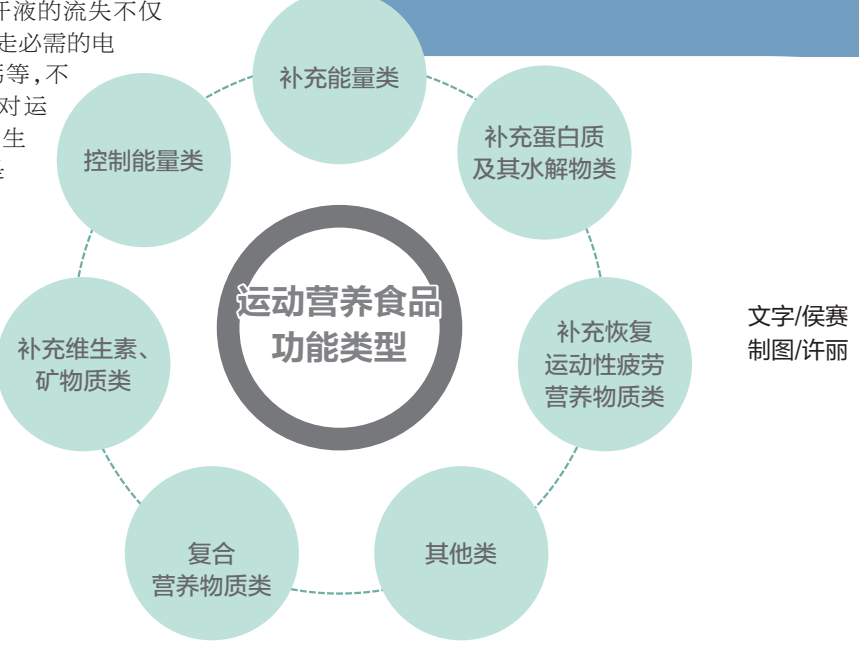 汗液的流失不仅
走必需的电
等,不
对运
生
补充能量类
补充蛋白质
及其水解物类
控制能量类
运动营养食品
功能类型
补充恢复
运动性疲劳
营养物质类
补充维生素、
矿物质类
复合
营养物质类
其他类
文字/侯赛
制图/许丽